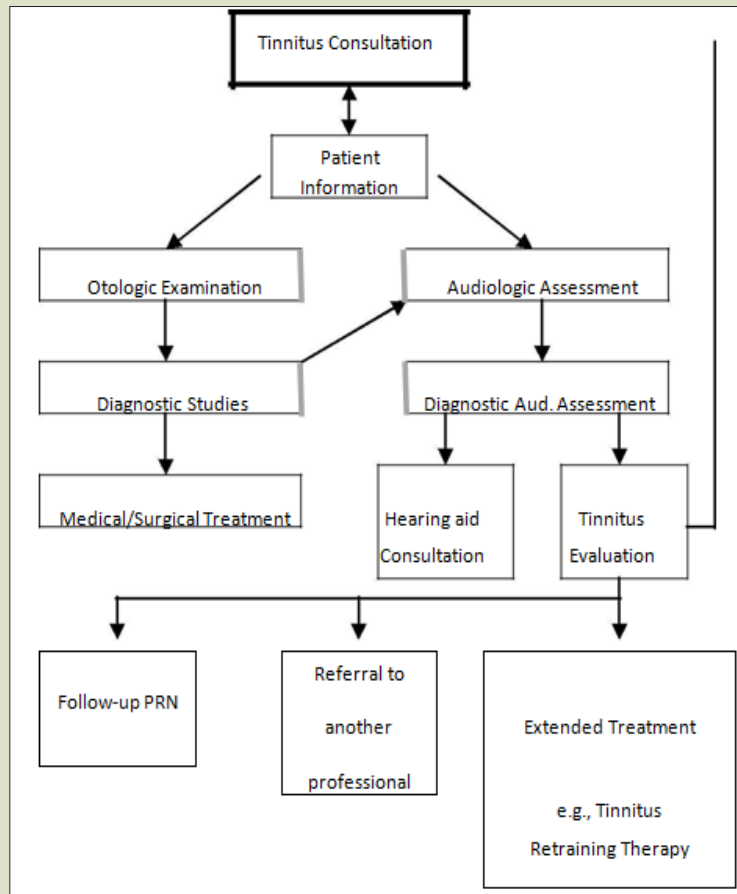 Tinnitus Consultation
Patient
Information
Otologic Examination
Audiologic Assessment
Diagnostic Studies
Diagnostic Aud. Assessment
Medical/Surgical Treatment
Hearing aid
Consultation
Tinnitus
Evaluation
Follow-up PRN
Referral to
another
professional
Extended Treatment
e.g., Tinnitus
Retraining Therapy